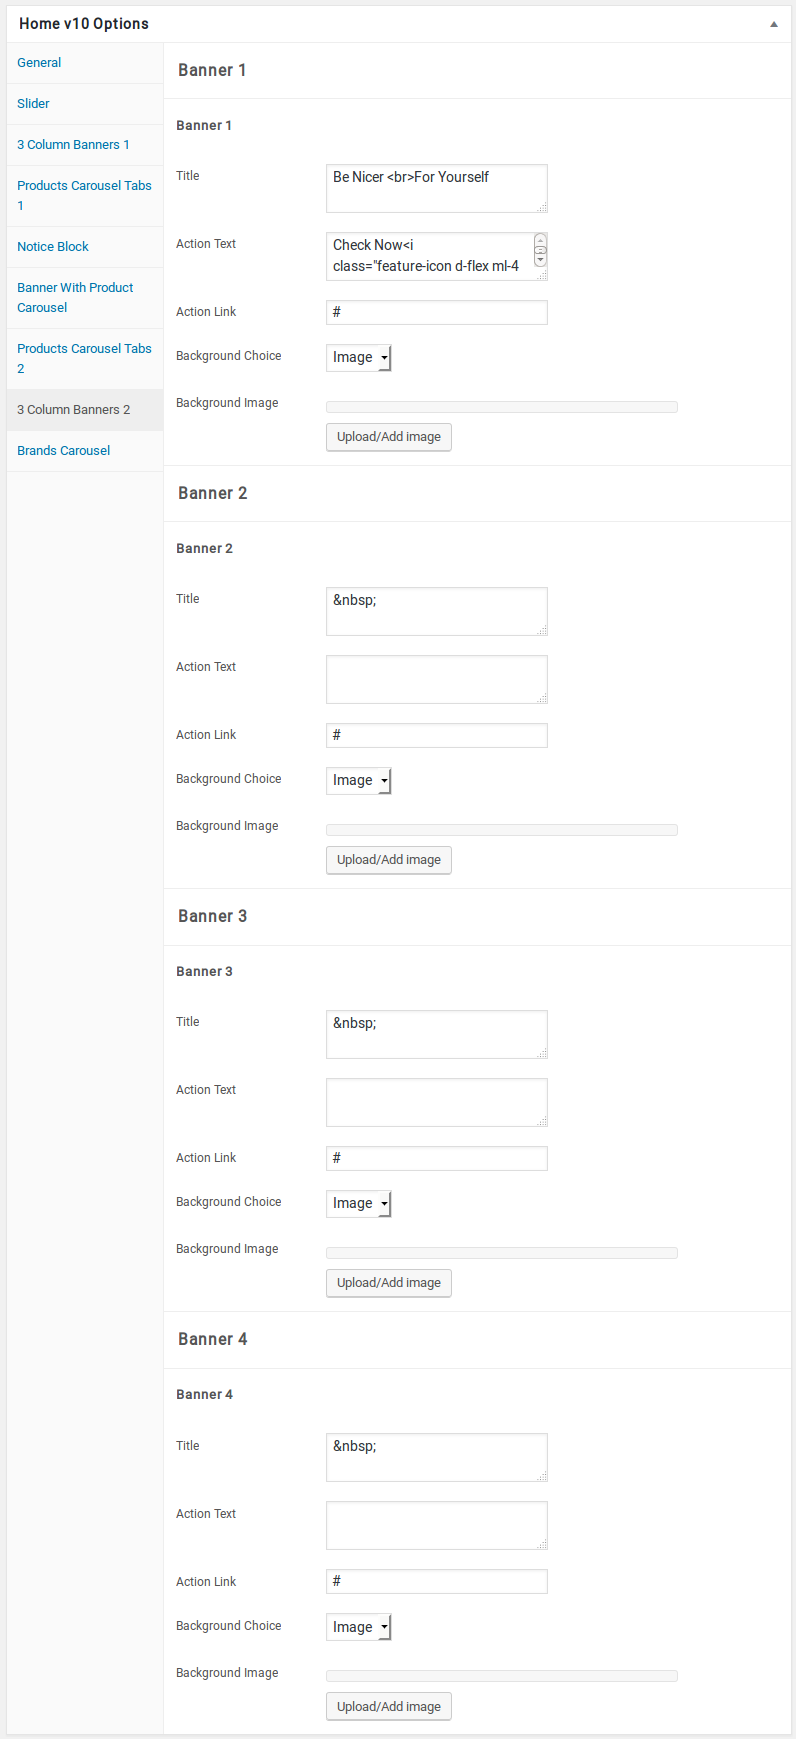 Home v10 Options
General
Slider
3 Column Banners 1
Products Carousel Tabs
1
Notice Block
Banner With Product
Carousel
Products Carousel Tabs
2
3 Column Banners 2
Brands Carousel
Banner 1
Banner 1
Title
Be Nicer <br>For Yourself
Action Text
Check Now<i
class="feature-icon d-flex ml-4
Action Link
#
Background Choice
Image
Background Image
Upload/Add image
Banner 2
Banner 2
Title
&nbsp;
Action Text
Action Link
#
Background Choice
Image
Background Image
Upload/Add image
Banner 3
Banner 3
Title
&nbsp;
Action Text
Action Link
#
Background Choice
Image
Background Image
Upload/Add image
Banner 4
Banner 4
Title
&nbsp;
Action Text
Action Link
#
Background Choice
Image
Background Image
Upload/Add image